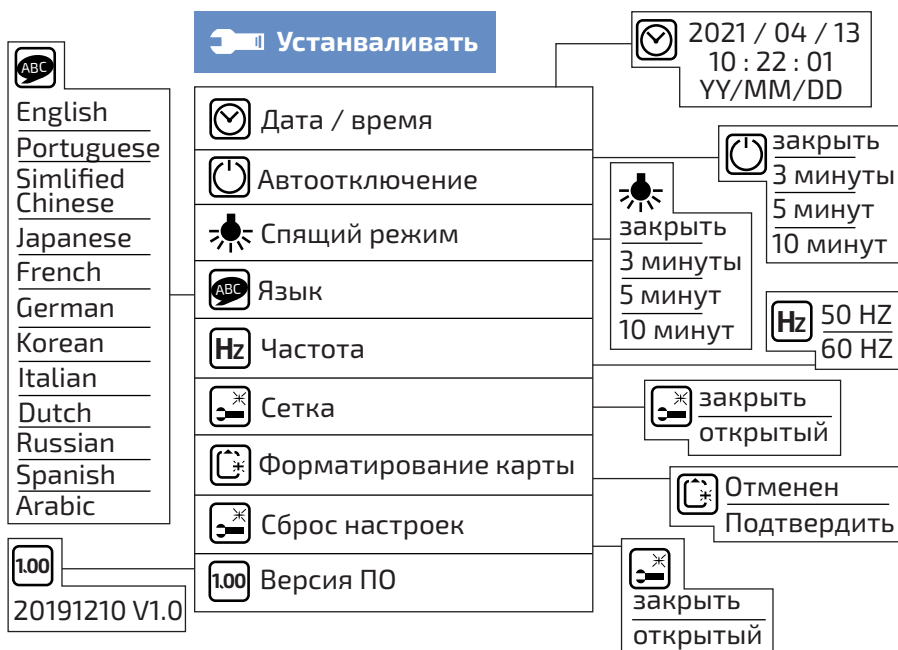 Устанваливать
2021 / 04 / 13
10 : 22 : 01
YY/MM/DD
ABC
English
Portuguese
Simlified
Chinese
Japanese
French
German
Korean
Italian
Dutch
Russian
Spanish
Arabic
Дата / время
Автоотключение
Спящий режим
ABC Язык
Hz Частота
Сетка
Форматирование карты
Сброс настроек
1.00 Версия ПО
закрыть
3 минуты
5 минут
10 минут
закрыть
3 минуты
5 минут
10 минут
Hz
50 HZ
60 HZ
закрыть
открытый
Отменен
Подтвердить
закрыть
открытый
1.00
20191210 V1.0